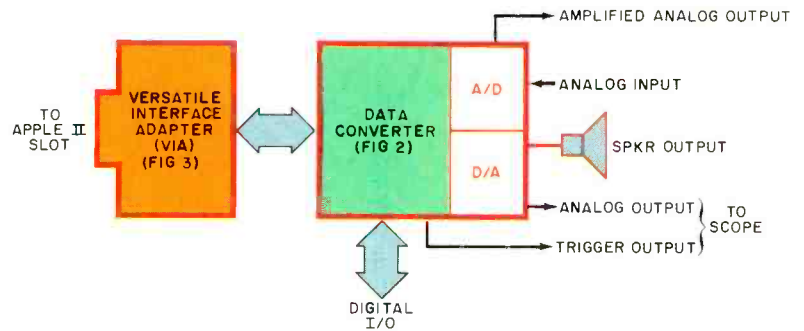 TO
APPLE II
SLOT
VERSATILE
INTERFACE
ADAPTER
(VIA)
(FIG 3)
DATA
CONVERTER
(FIG 2)
A/D
D/A
AMPLIFIED ANALOG OUTPUT
ANALOG INPUT
SPKR OUTPUT
ANALOG OUTPUT
TRIGGER OUTPUT
TO
SCOPE
DIGITAL
I/O